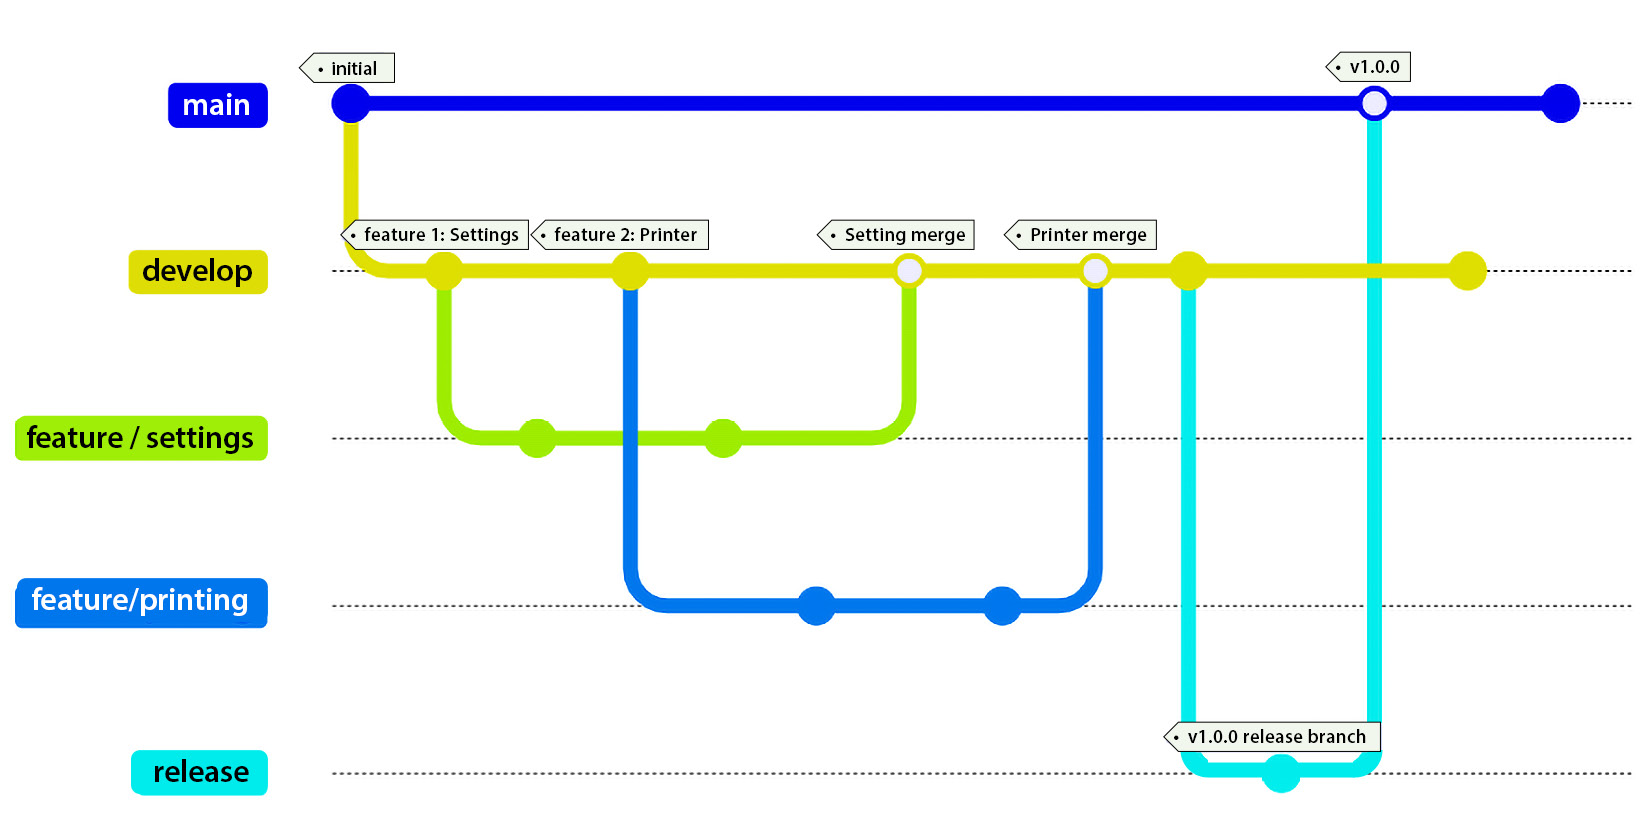 initial
v1.0.0
main
feature 1: Settings
feature 2: Printer
Setting merge
Printer merge
develop
feature / settings
feature/printing
v1.0.0 release branch
release